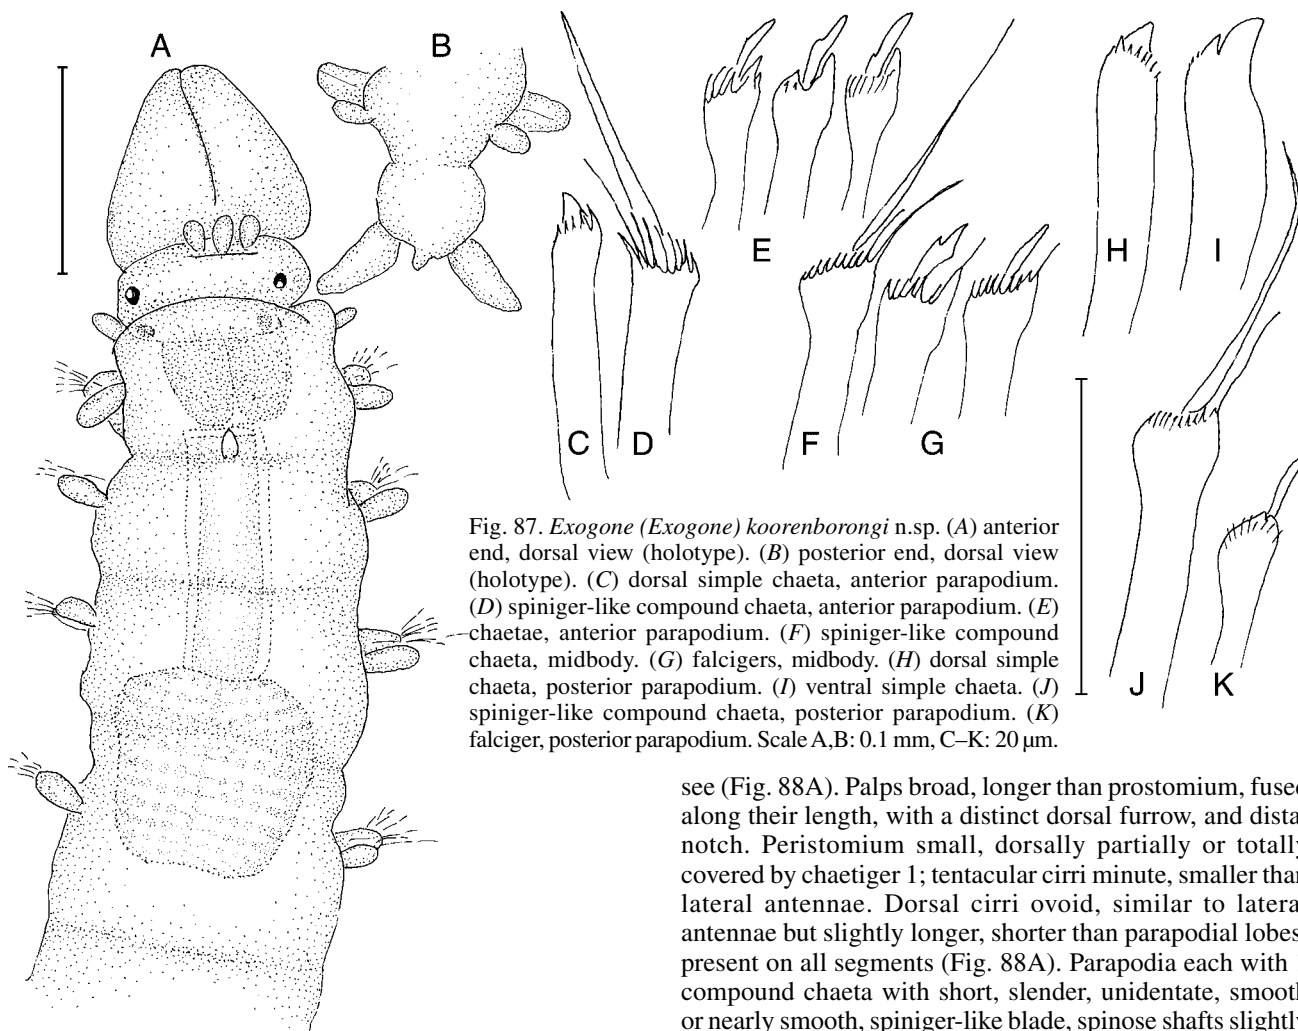 A
B
E
H
I
C
D
F
G
J
K
Fig. 87. Exogone (Exogone) koorenborongi n.sp. (A) anterior
end, dorsal view (holotype). (B) posterior end, dorsal view
(holotype). (C) dorsal simple chaeta, anterior parapodium.
(D) spiniger-like compound chaeta, anterior parapodium. (E)
chaetae, anterior parapodium. (F) spiniger-like compound
chaeta, midbody. (G) falcigers, midbody. (H) dorsal simple
chaeta, posterior parapodium. (I) ventral simple chaeta. (J)
spiniger-like compound chaeta, posterior parapodium. (K)
falciger, posterior parapodium. Scale A,B: 0.1 mm, C–K: 20 µm.
see (Fig. 88A). Palps broad, longer than prostomium, fused
along their length, with a distinct dorsal furrow, and dista
notch. Peristomium small, dorsally partially or totally
covered by chaetiger 1; tentacular cirri minute, smaller than
lateral antennae. Dorsal cirri ovoid, similar to latera
antennae but slightly longer, shorter than parapodial lobes
present on all segments (Fig. 88A). Parapodia each with
compound chaeta with short, slender, unidentate, smooth
or nearly smooth, spiniger-like blade, spinose shafts slightly